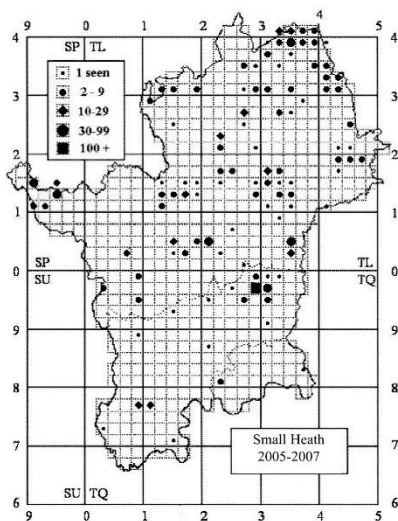 4 SP TL 4
1 seen
2 - 9
10-29
30-99
100 +
3 3
2 2
1 1
SP TL
0 0
SU TQ
9 9
8 8
7 7
Small Heath
2005-2007
6 SU TQ 6
9 0 1 2 3 4 5